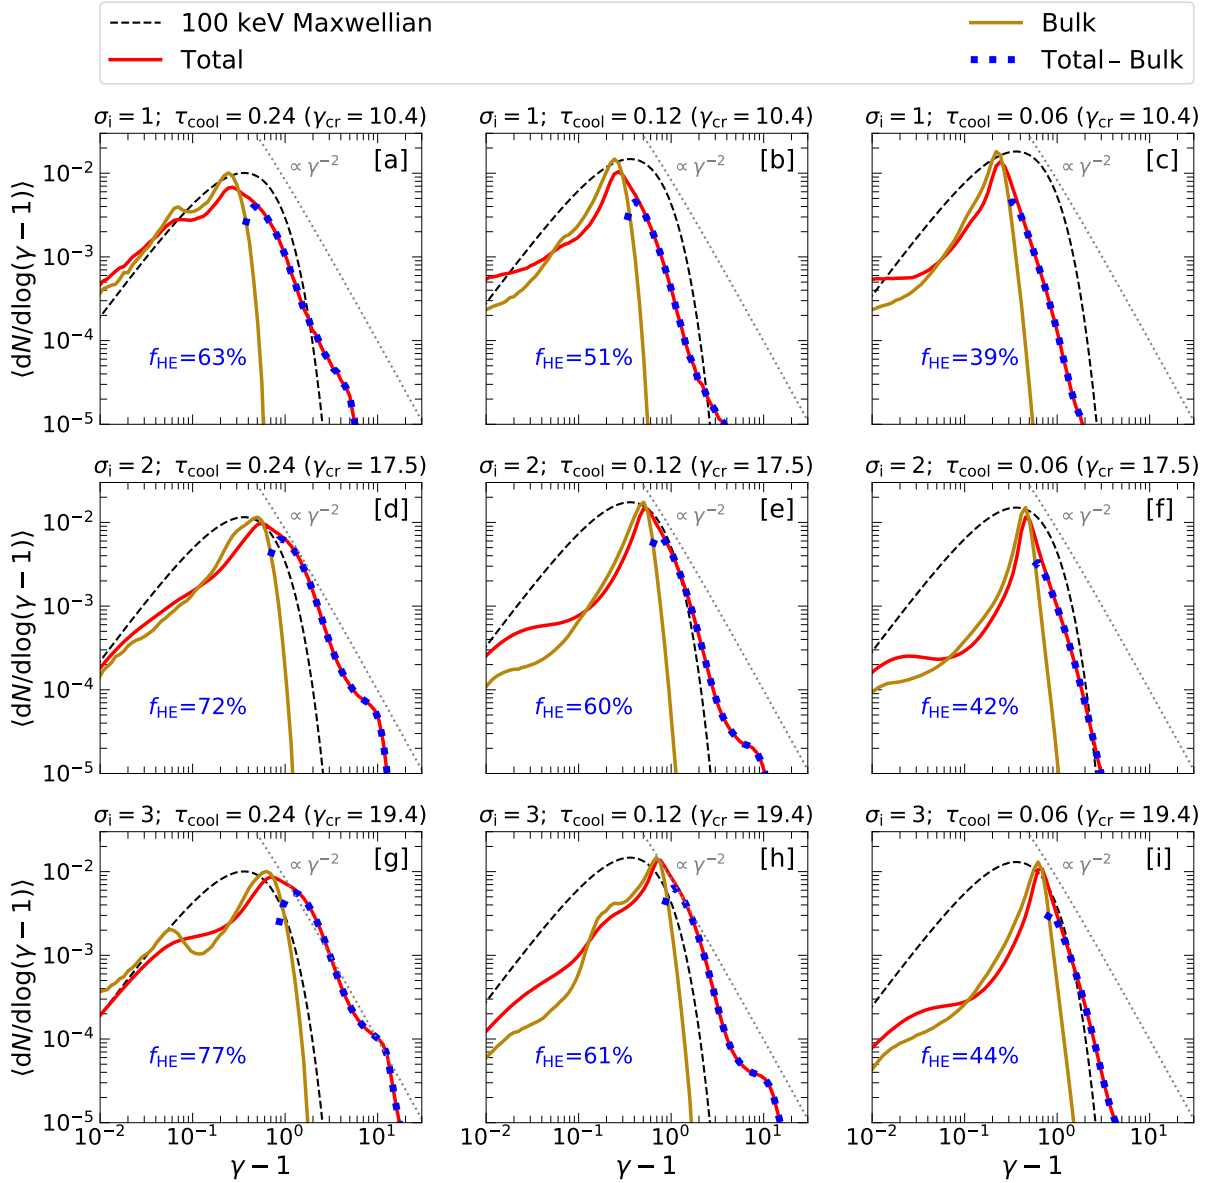 100 keV Maxwellian
Total
Bulk
Total – Bulk
σi = 1; τcool = 0.24 (γcr = 10.4)
σi = 1; τcool = 0.12 (γcr = 10.4)
σi = 1; τcool = 0.06 (γcr = 10.4)
⟨dN/dlog(γ − 1)⟩
10⁻²
10⁻³
10⁻⁴
10⁻⁵
∝ γ⁻²
[a]
fHE=63%
∝ γ⁻²
[b]
fHE=51%
∝ γ⁻²
[c]
fHE=39%
σi = 2; τcool = 0.24 (γcr = 17.5)
σi = 2; τcool = 0.12 (γcr = 17.5)
σi = 2; τcool = 0.06 (γcr = 17.5)
⟨dN/dlog(γ − 1)⟩
10⁻²
10⁻³
10⁻⁴
10⁻⁵
∝ γ⁻²
[d]
fHE=72%
∝ γ⁻²
[e]
fHE=60%
∝ γ⁻²
[f]
fHE=42%
σi = 3; τcool = 0.24 (γcr = 19.4)
σi = 3; τcool = 0.12 (γcr = 19.4)
σi = 3; τcool = 0.06 (γcr = 19.4)
⟨dN/dlog(γ − 1)⟩
10⁻²
10⁻³
10⁻⁴
10⁻⁵
∝ γ⁻²
[g]
fHE=77%
∝ γ⁻²
[h]
fHE=61%
∝ γ⁻²
[i]
fHE=44%
10⁻² 10⁻¹ 10⁰ 10¹
10⁻² 10⁻¹ 10⁰ 10¹
10⁻² 10⁻¹ 10⁰ 10¹
γ − 1
γ − 1
γ − 1